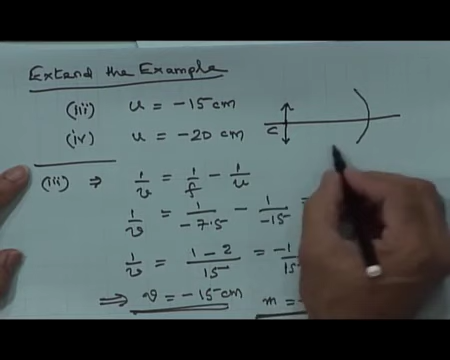 Extend the Example
(iii) u = -15 cm
(iv) u = -20 cm
C
(iii) ⇒ 1/v = 1/f - 1/u
1/v = 1/-7.5 - 1/-15 =
1/v = 1-2/15 = -1/15
⇒ v = -15 cm m = -